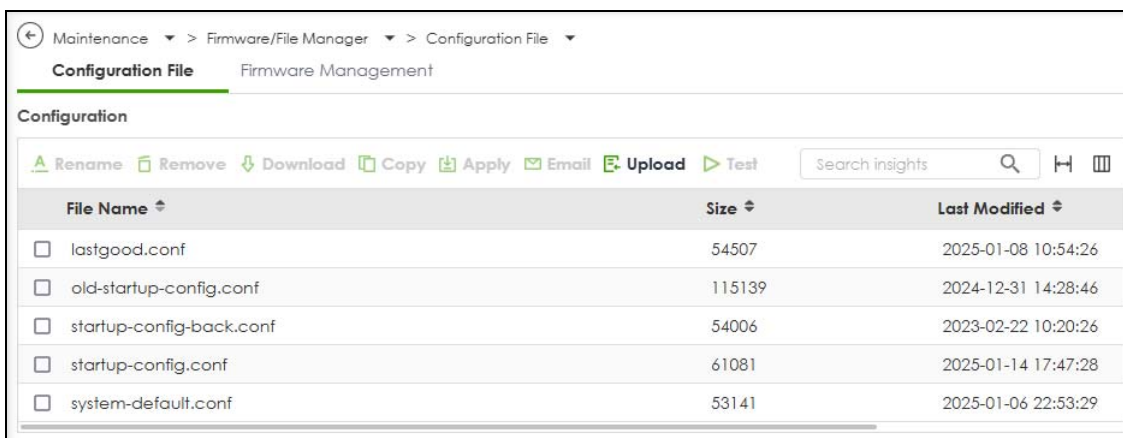 Maintenance > Firmware/File Manager > Configuration File
Configuration File Firmware Management
Configuration
Rename Remove Download Copy Apply Email Upload Test Search insights
File Name Size Last Modified
lastgood.conf 54507 2025-01-08 10:54:26
old-startup-config.conf 115139 2024-12-31 14:28:46
startup-config-back.conf 54006 2023-02-22 10:20:26
startup-config.conf 61081 2025-01-14 17:47:28
system-default.conf 53141 2025-01-06 22:53:29